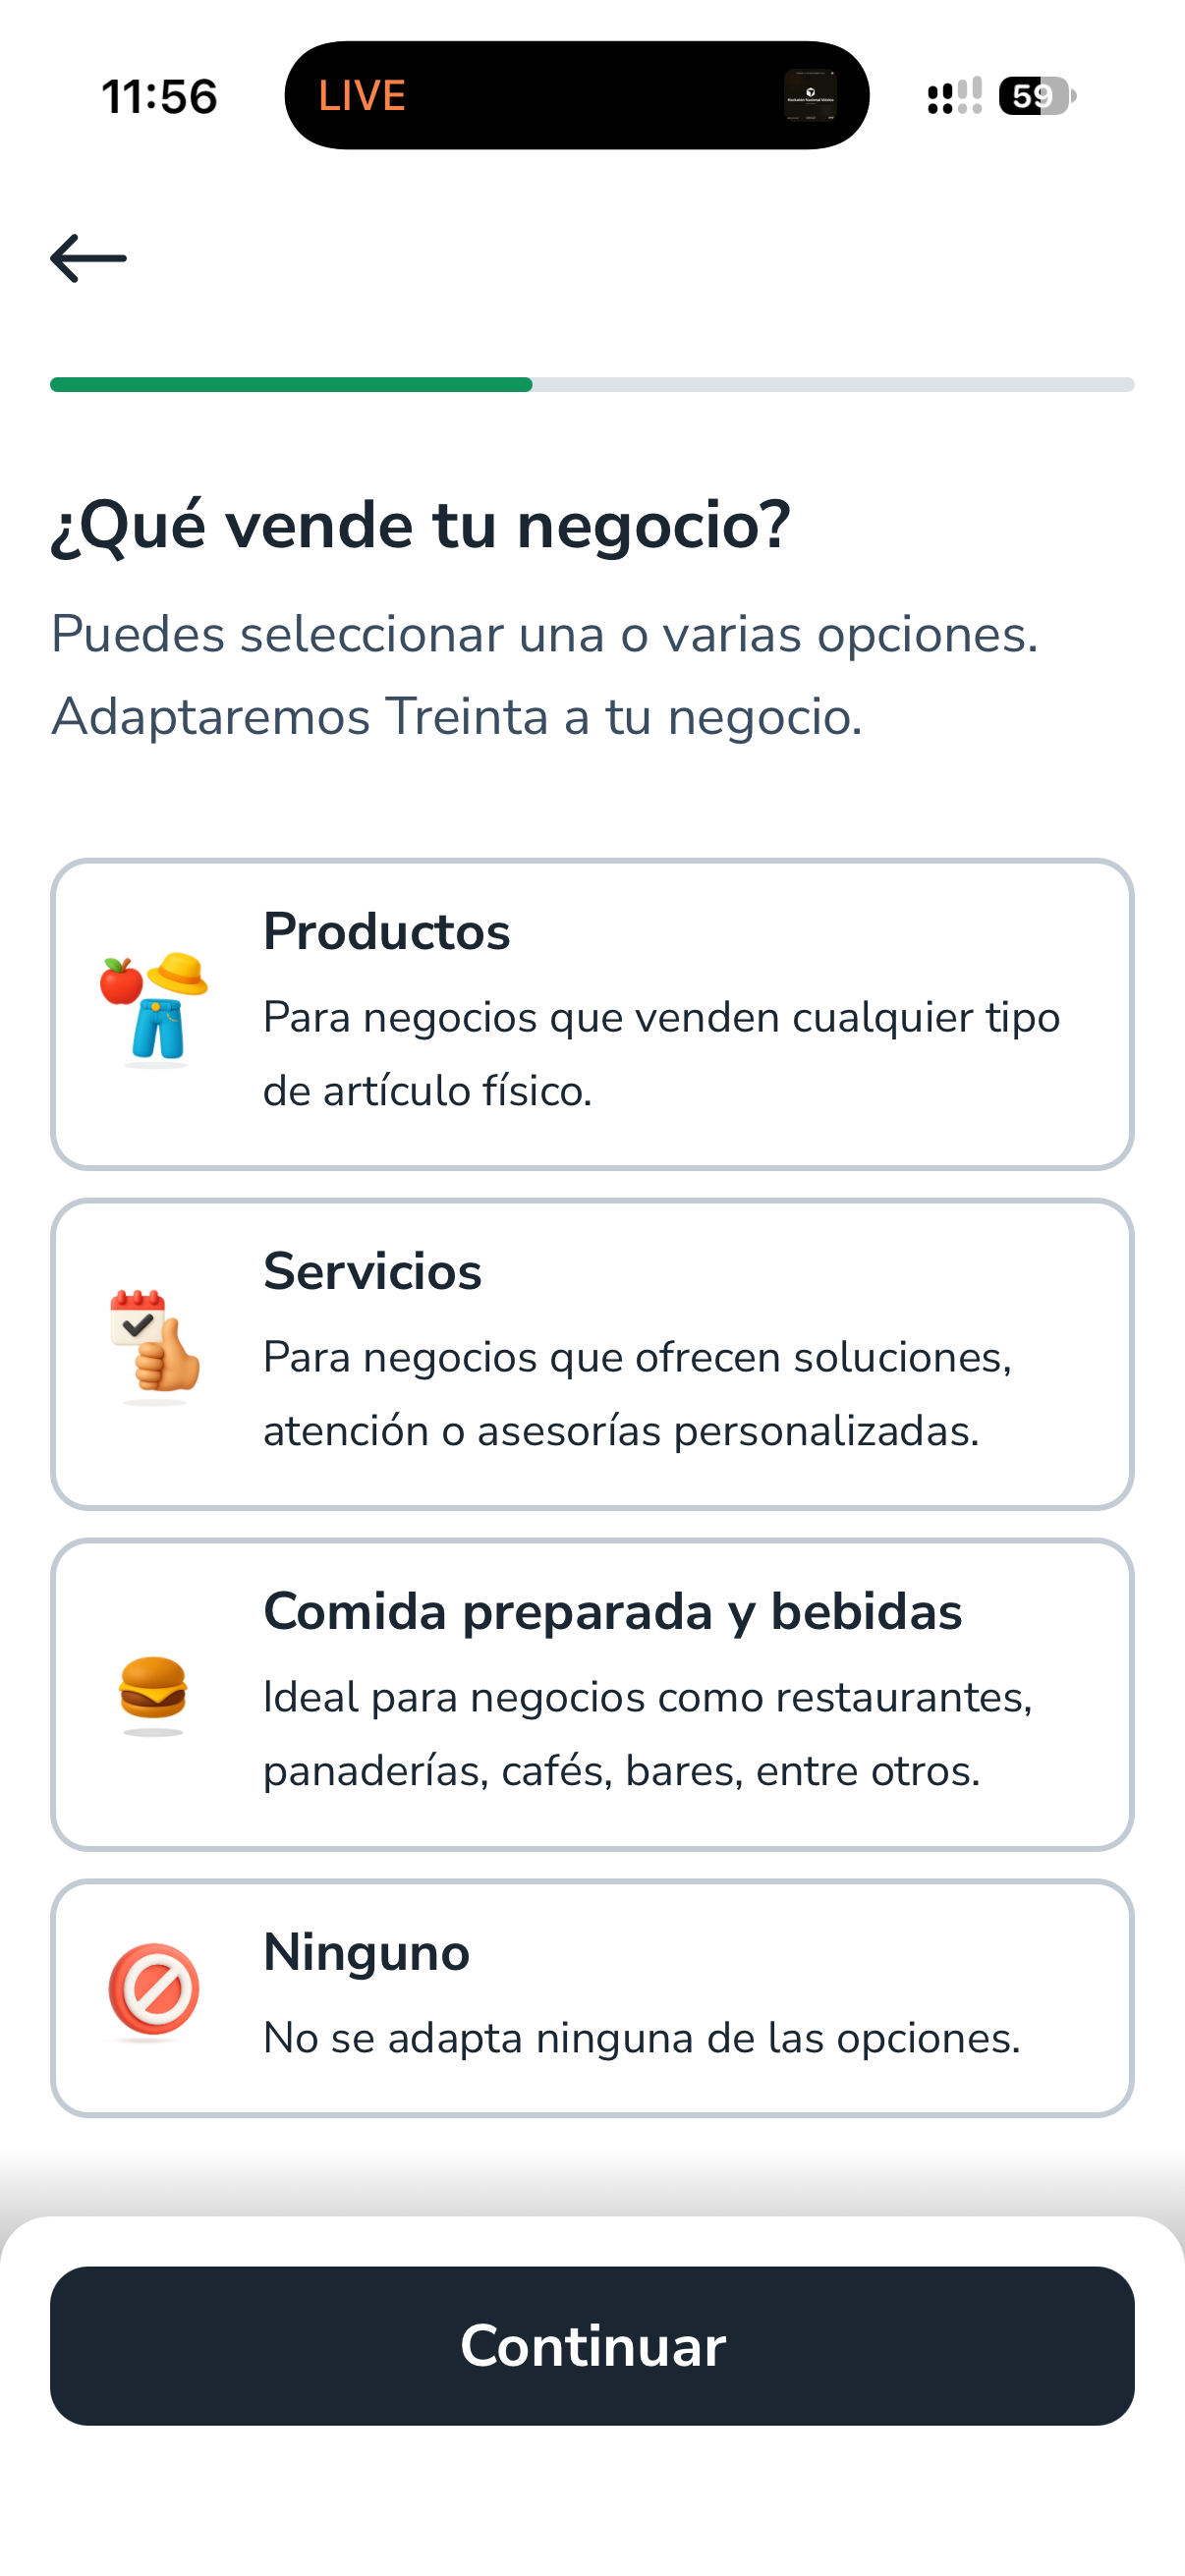 11:56
LIVE
59
¿Qué vende tu negocio?
Puedes seleccionar una o varias opciones.
Adaptaremos Treinta a tu negocio.
Productos
Para negocios que venden cualquier tipo
de artículo físico.
Servicios
Para negocios que ofrecen soluciones,
atención o asesorías personalizadas.
Comida preparada y bebidas
Ideal para negocios como restaurantes,
panaderías, cafés, bares, entre otros.
Ninguno
No se adapta ninguna de las opciones.
Continuar